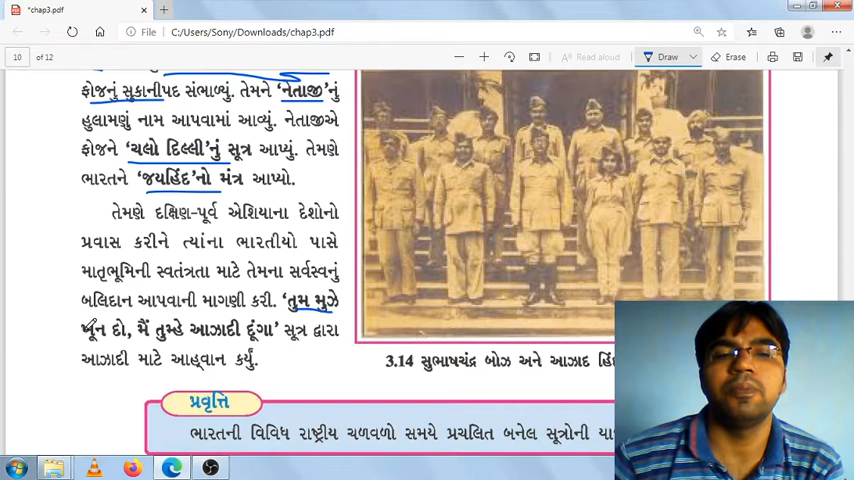 *chap3.pdf
File
C:/Users/Sony/Downloads/chap3.pdf
10
of 12
Read aloud
Draw
Erase
ફોજનું સુકાનીપદ સંભાળ્યું. તેમને ‘નેતાજી’નું
હુલામણું નામ આપવામાં આવ્યું. નેતાજીએ
ફોજને ‘ચલો દિલ્લી’નું સૂત્ર આપ્યું. તેમણે
ભારતને ‘જયહિંદ’નો મંત્ર આપ્યો.
તેમણે દક્ષિણ-પૂર્વ એશિયાના દેશોનો
પ્રવાસ કરીને ત્યાંના ભારતીયો પાસે
માતૃભૂમિની સ્વતંત્રતા માટે તેમના સર્વસ્વનું
બલિદાન આપવાની માગણી કરી. ‘તુમ મુઝે
ખૂન દો, મૈં તુમ્હે આઝાદી દૂંગા’ સૂત્ર દ્વારા
આઝાદી માટે આહ્વાન કર્યું.
3.14 સુભાષચંદ્ર બોઝ અને આઝાદ
પ્રવૃત્તિ
ભારતની વિવિધ રાષ્ટ્રીય ચળવળો સમયે પ્રચલિત બનેલ સૂત્રોની